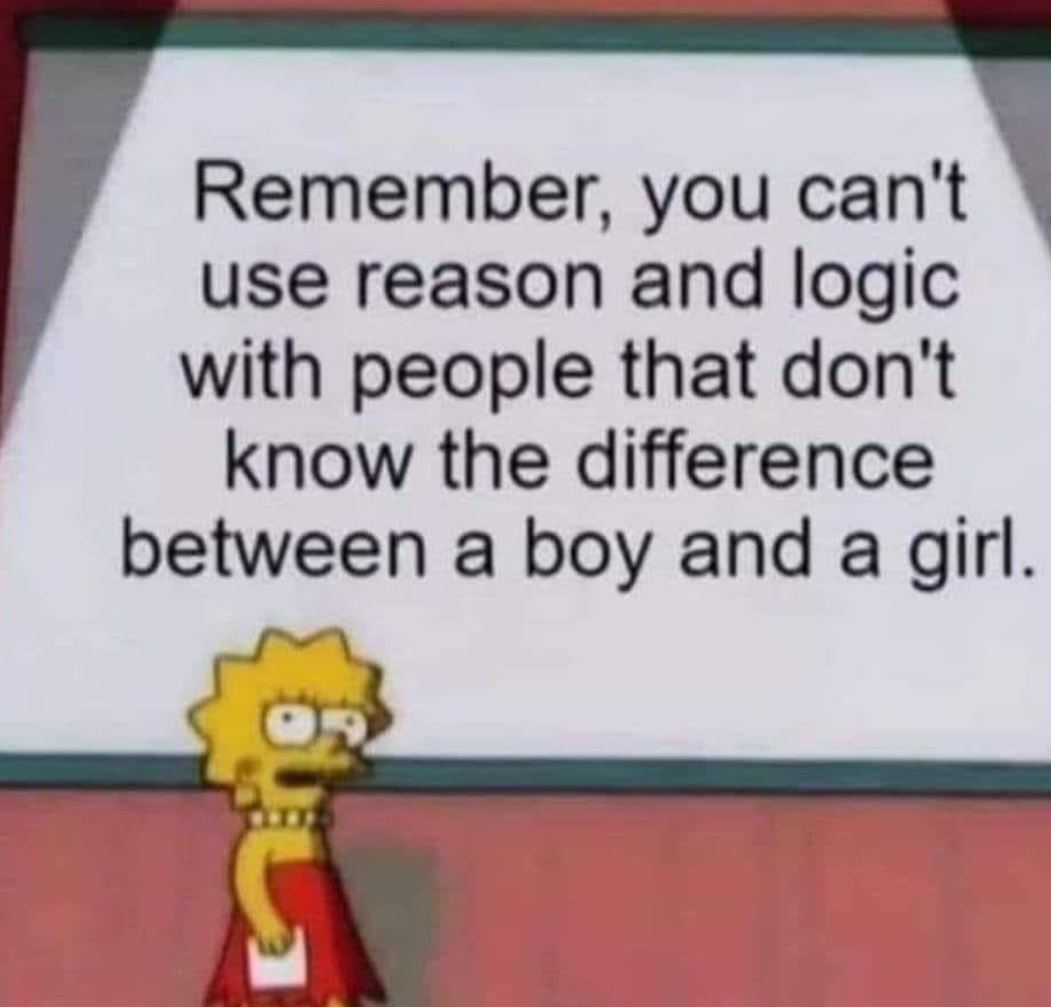 Remember, you can't
use reason and logic
with people that don't
know the difference
between a boy and a girl.